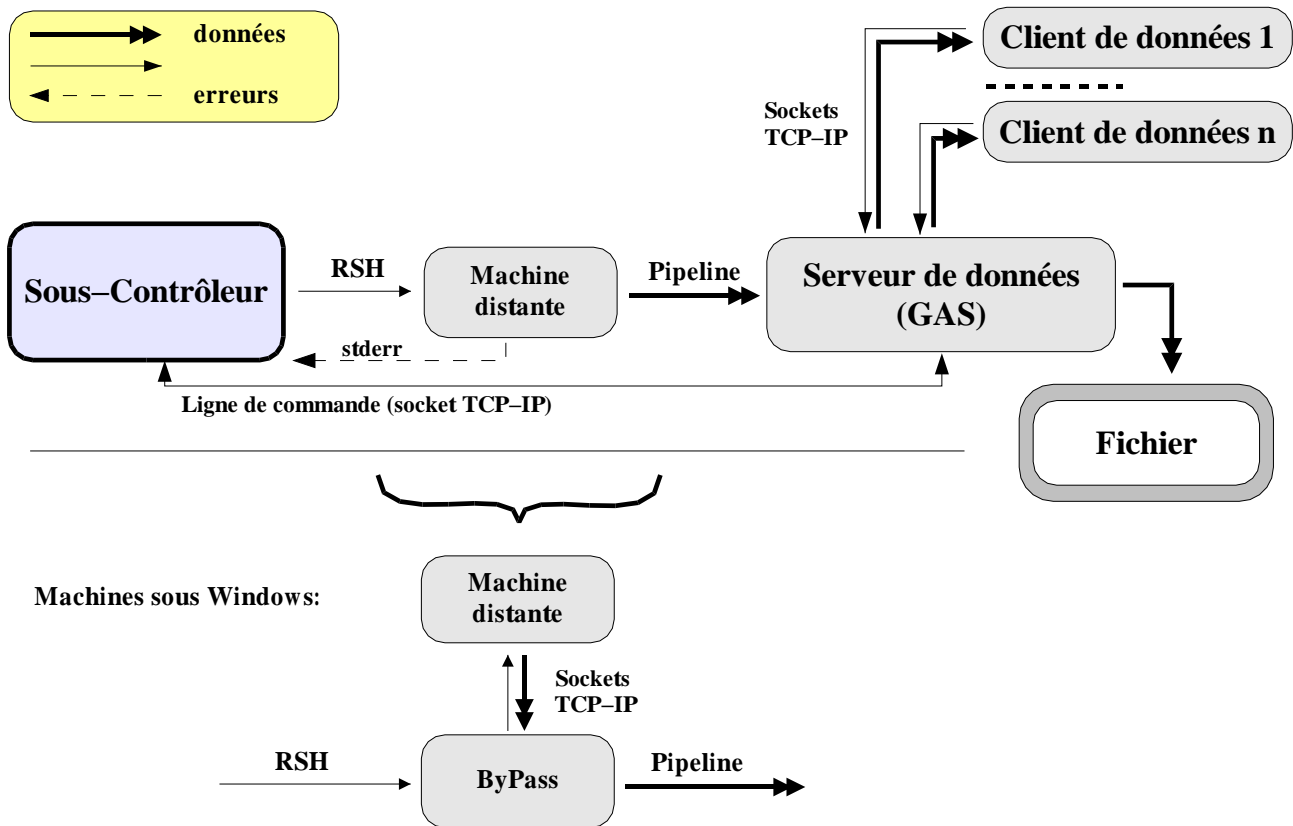 données
erreurs
Client de données 1
Sockets
TCP–IP
Client de données n
Sous–Contrôleur
RSH
Machine
distante
Pipeline
Serveur de données
(GAS)
stderr
Ligne de commande (socket TCP–IP)
Fichier
Machines sous Windows:
Machine
distante
Sockets
TCP–IP
RSH
ByPass
Pipeline